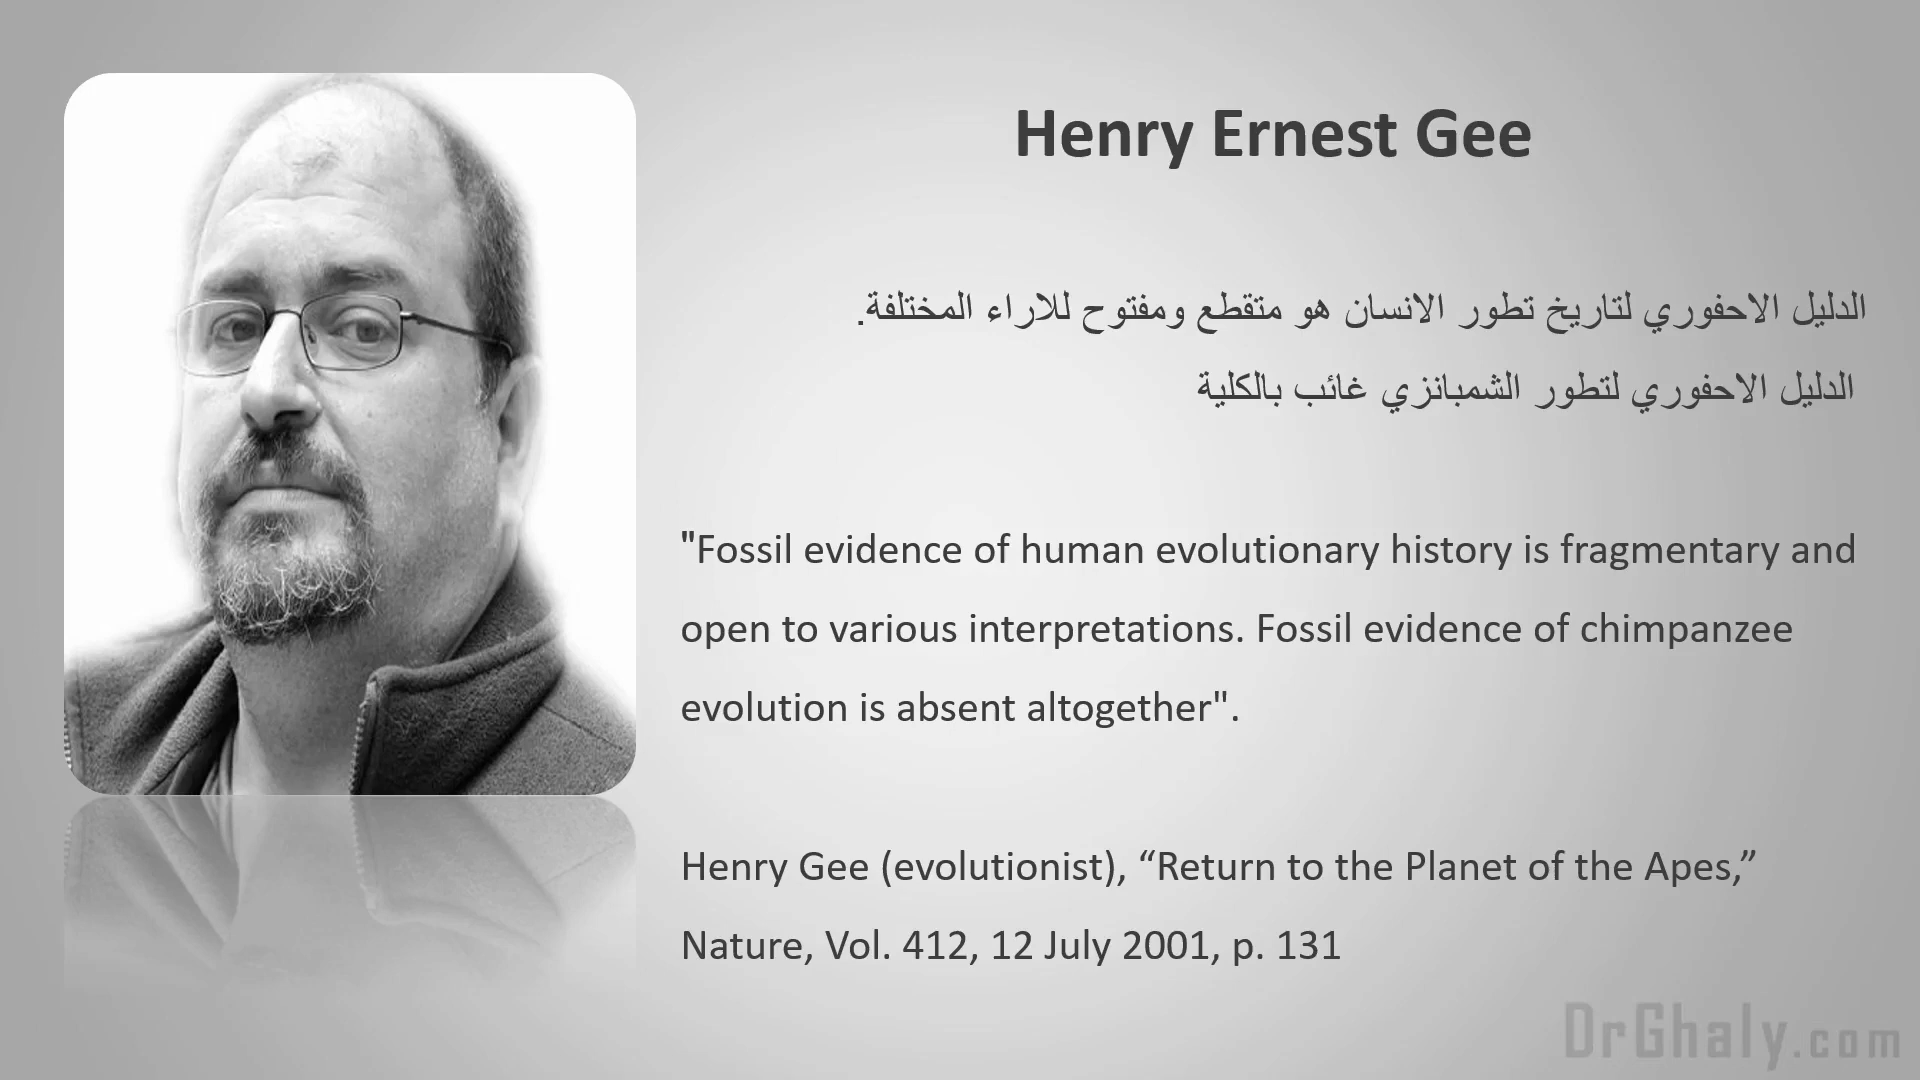 Henry Ernest Gee
الدليل الاحفوري لتاريخ تطور الانسان هو متقطع ومفتوح للاراء المختلفة.
الدليل الاحفوري لتطور الشمبانزي غائب بالكلية
"Fossil evidence of human evolutionary history is fragmentary and
open to various interpretations. Fossil evidence of chimpanzee
evolution is absent altogether".
Henry Gee (evolutionist), “Return to the Planet of the Apes,”
Nature, Vol. 412, 12 July 2001, p. 131
DrGhaly.com